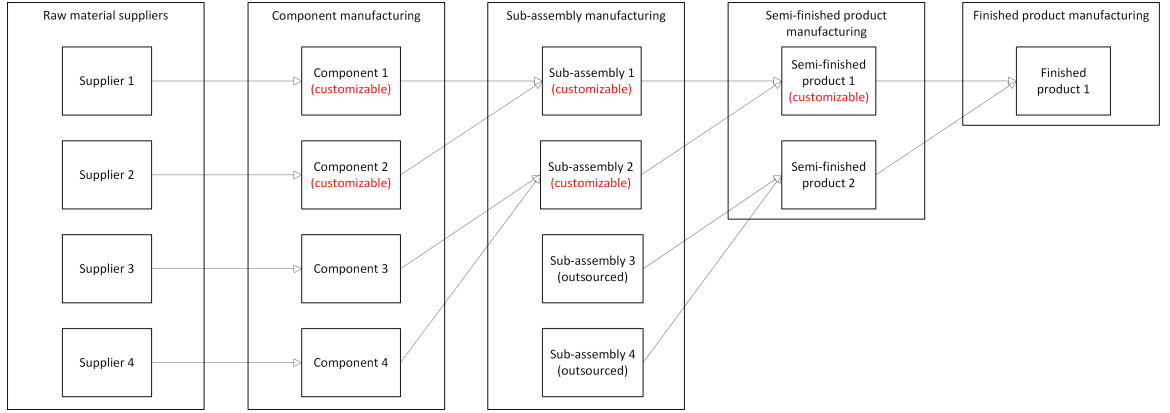 Raw material suppliers
Supplier 1
Supplier 2
Supplier 3
Supplier 4
Component manufacturing
Component 1
(customizable)
Component 2
(customizable)
Component 3
Component 4
Sub-assembly manufacturing
Sub-assembly 1
(customizable)
Sub-assembly 2
(customizable)
Sub-assembly 3
(outsourced)
Sub-assembly 4
(outsourced)
Semi-finished product
manufacturing
Semi-finished
product 1
(customizable)
Semi-finished
product 2
Finished product manufacturing
Finished
product 1